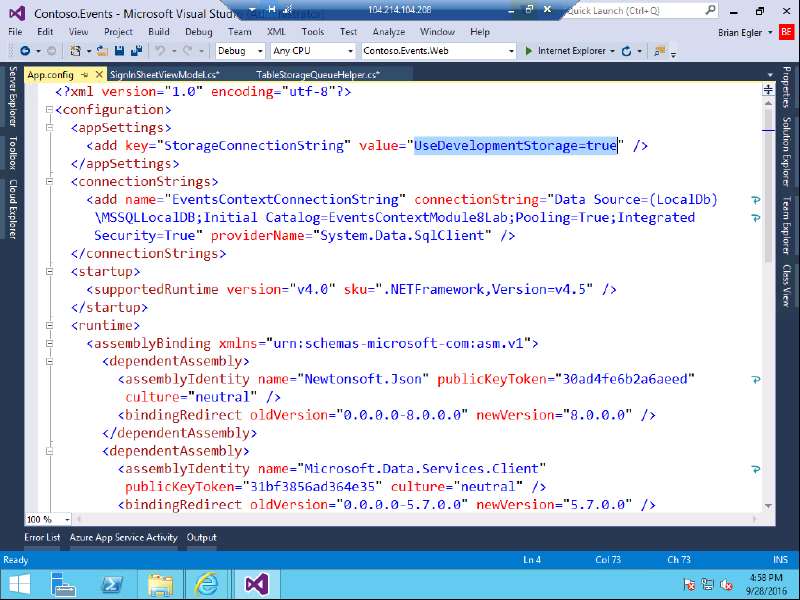 Contoso.Events - Microsoft Visual Studio (Administrator)
104.214.104.208
Quick Launch (Ctrl+Q)
File Edit View Project Build Debug Team XML Tools Test Analyze Window Help
Brian Egler BE
Debug Any CPU Contoso.Events.Web Internet Explorer
App.config SignInSheetViewModel.cs* TableStorageQueueHelper.cs*
Server Explorer
Toolbox
Cloud Explorer
<?xml version="1.0" encoding="utf-8"?>
<configuration>
<appSettings>
<add key="StorageConnectionString" value="UseDevelopmentStorage=true" />
</appSettings>
<connectionStrings>
<add name="EventsContextConnectionString" connectionString="Data Source=(LocalDb)
\MSSQLLocalDB;Initial Catalog=EventsContextModule8Lab;Pooling=True;Integrated
Security=True" providerName="System.Data.SqlClient" />
</connectionStrings>
<startup>
<supportedRuntime version="v4.0" sku=".NETFramework,Version=v4.5" />
</startup>
<runtime>
<assemblyBinding xmlns="urn:schemas-microsoft-com:asm.v1">
<dependentAssembly>
<assemblyIdentity name="Newtonsoft.Json" publicKeyToken="30ad4fe6b2a6aeed"
culture="neutral" />
<bindingRedirect oldVersion="0.0.0.0-8.0.0.0" newVersion="8.0.0.0" />
</dependentAssembly>
<dependentAssembly>
<assemblyIdentity name="Microsoft.Data.Services.Client"
publicKeyToken="31bf3856ad364e35" culture="neutral" />
<bindingRedirect oldVersion="0.0.0.0-5.7.0.0" newVersion="5.7.0.0" />
Properties
Solution Explorer
Team Explorer
Class View
100 %
Error List Azure App Service Activity Output
Ready Ln 4 Col 73 Ch 73 INS
4:58 PM
9/28/2016